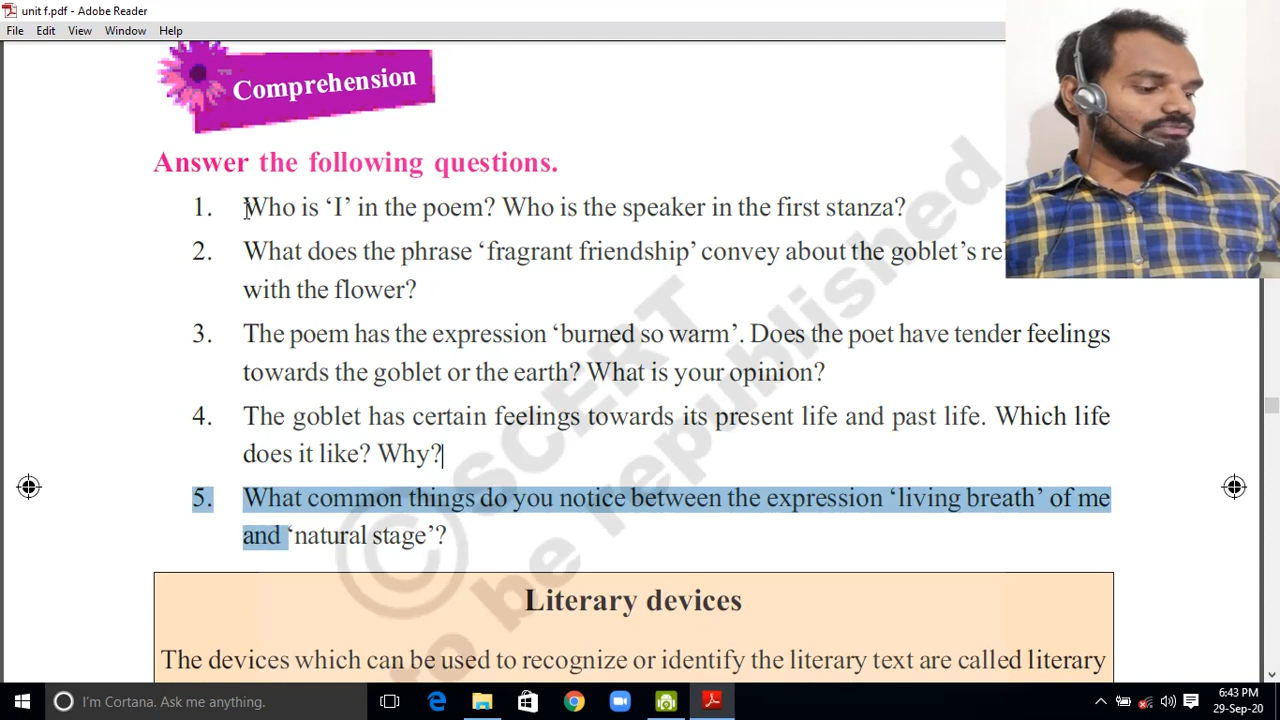 unit f.pdf - Adobe Reader
File Edit View Window Help
Comprehension
Answer the following questions.
1. Who is ‘I’ in the poem? Who is the speaker in the first stanza?
2. What does the phrase ‘fragrant friendship’ convey about the goblet’s
with the flower?
3. The poem has the expression ‘burned so warm’. Does the poet have tender feelings
towards the goblet or the earth? What is your opinion?
4. The goblet has certain feelings towards its present life and past life. Which life
does it like? Why?
5. What common things do you notice between the expression ‘living breath’ of me
and ‘natural stage’?
©SCERT
to be republished
Literary devices
The devices which can be used to recognize or identify the literary text are called literary
I'm Cortana. Ask me anything.
6:43 PM
29-Sep-20